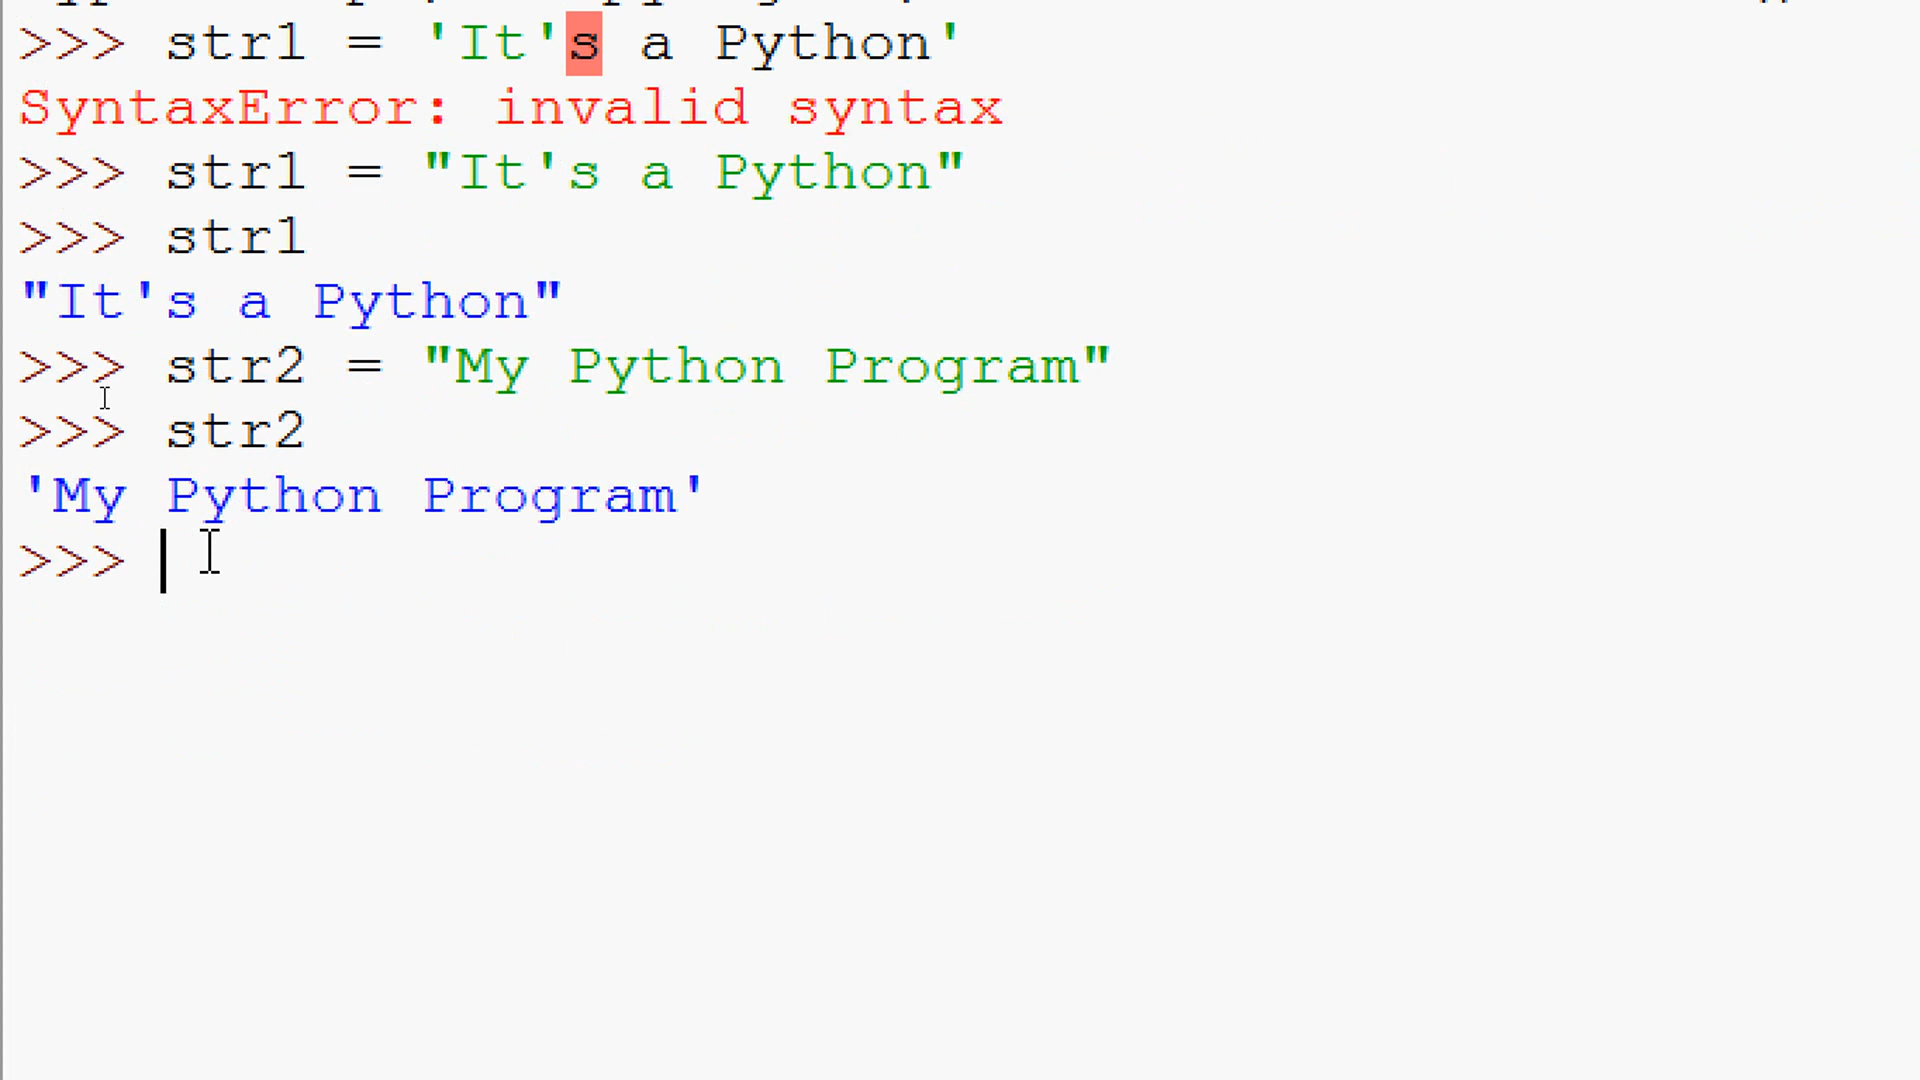 >>> str1 = 'It's a Python'
SyntaxError: invalid syntax
>>> str1 = "It's a Python"
>>> str1
"It's a Python"
>>> str2 = "My Python Program"
>>> str2
'My Python Program'
>>>